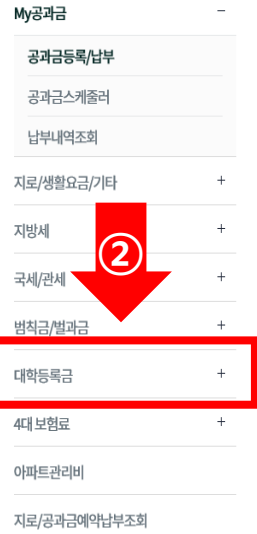 My공과금 −
공과금등록/납부
공과금스케줄러
납부내역조회
지로/생활요금/기타 +
지방세 +
②
국세/관세 +
범칙금/벌과금 +
대학등록금 +
4대 보험료 +
아파트관리비
지로/공과금예약납부조회